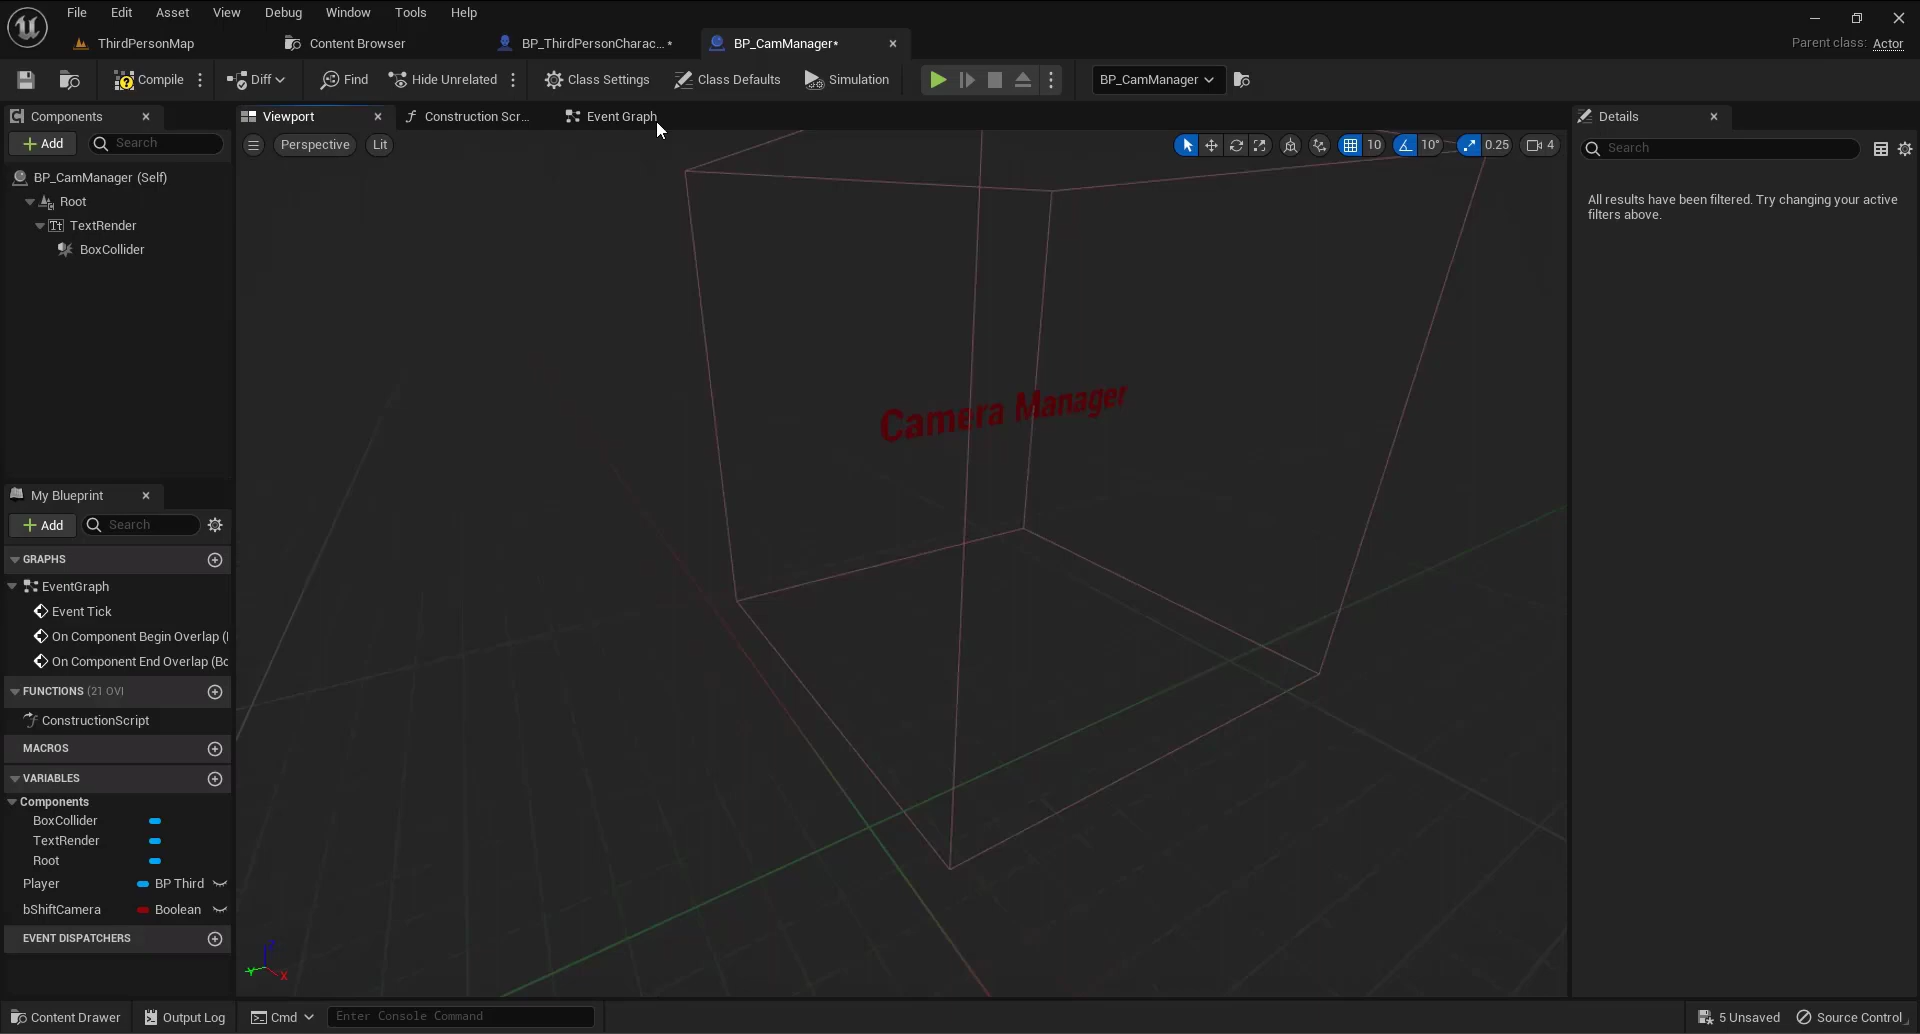 File Edit Asset View Debug Window Tools Help
ThirdPersonMap Content Browser BP_ThirdPersonCharac...* BP_CamManager* Parent class: Actor
Compile Diff Find Hide Unrelated Class Settings Class Defaults Simulation BP_CamManager
Components Viewport Construction Scr... Event Graph Details
Add Search Perspective Lit 10 10° 0.25 4 Search
BP_CamManager (Self)
Root
TextRender
BoxCollider
All results have been filtered. Try changing your active
filters above.
Camera Manager
My Blueprint
Add Search
GRAPHS
EventGraph
Event Tick
On Component Begin Overlap (
On Component End Overlap (Bo
FUNCTIONS (21 OVI
ConstructionScript
MACROS
VARIABLES
Components
BoxCollider
TextRender
Root
Player BP Third
bShiftCamera Boolean
EVENT DISPATCHERS
Z
Y X
Content Drawer Output Log Cmd Enter Console Command 5 Unsaved Source Control